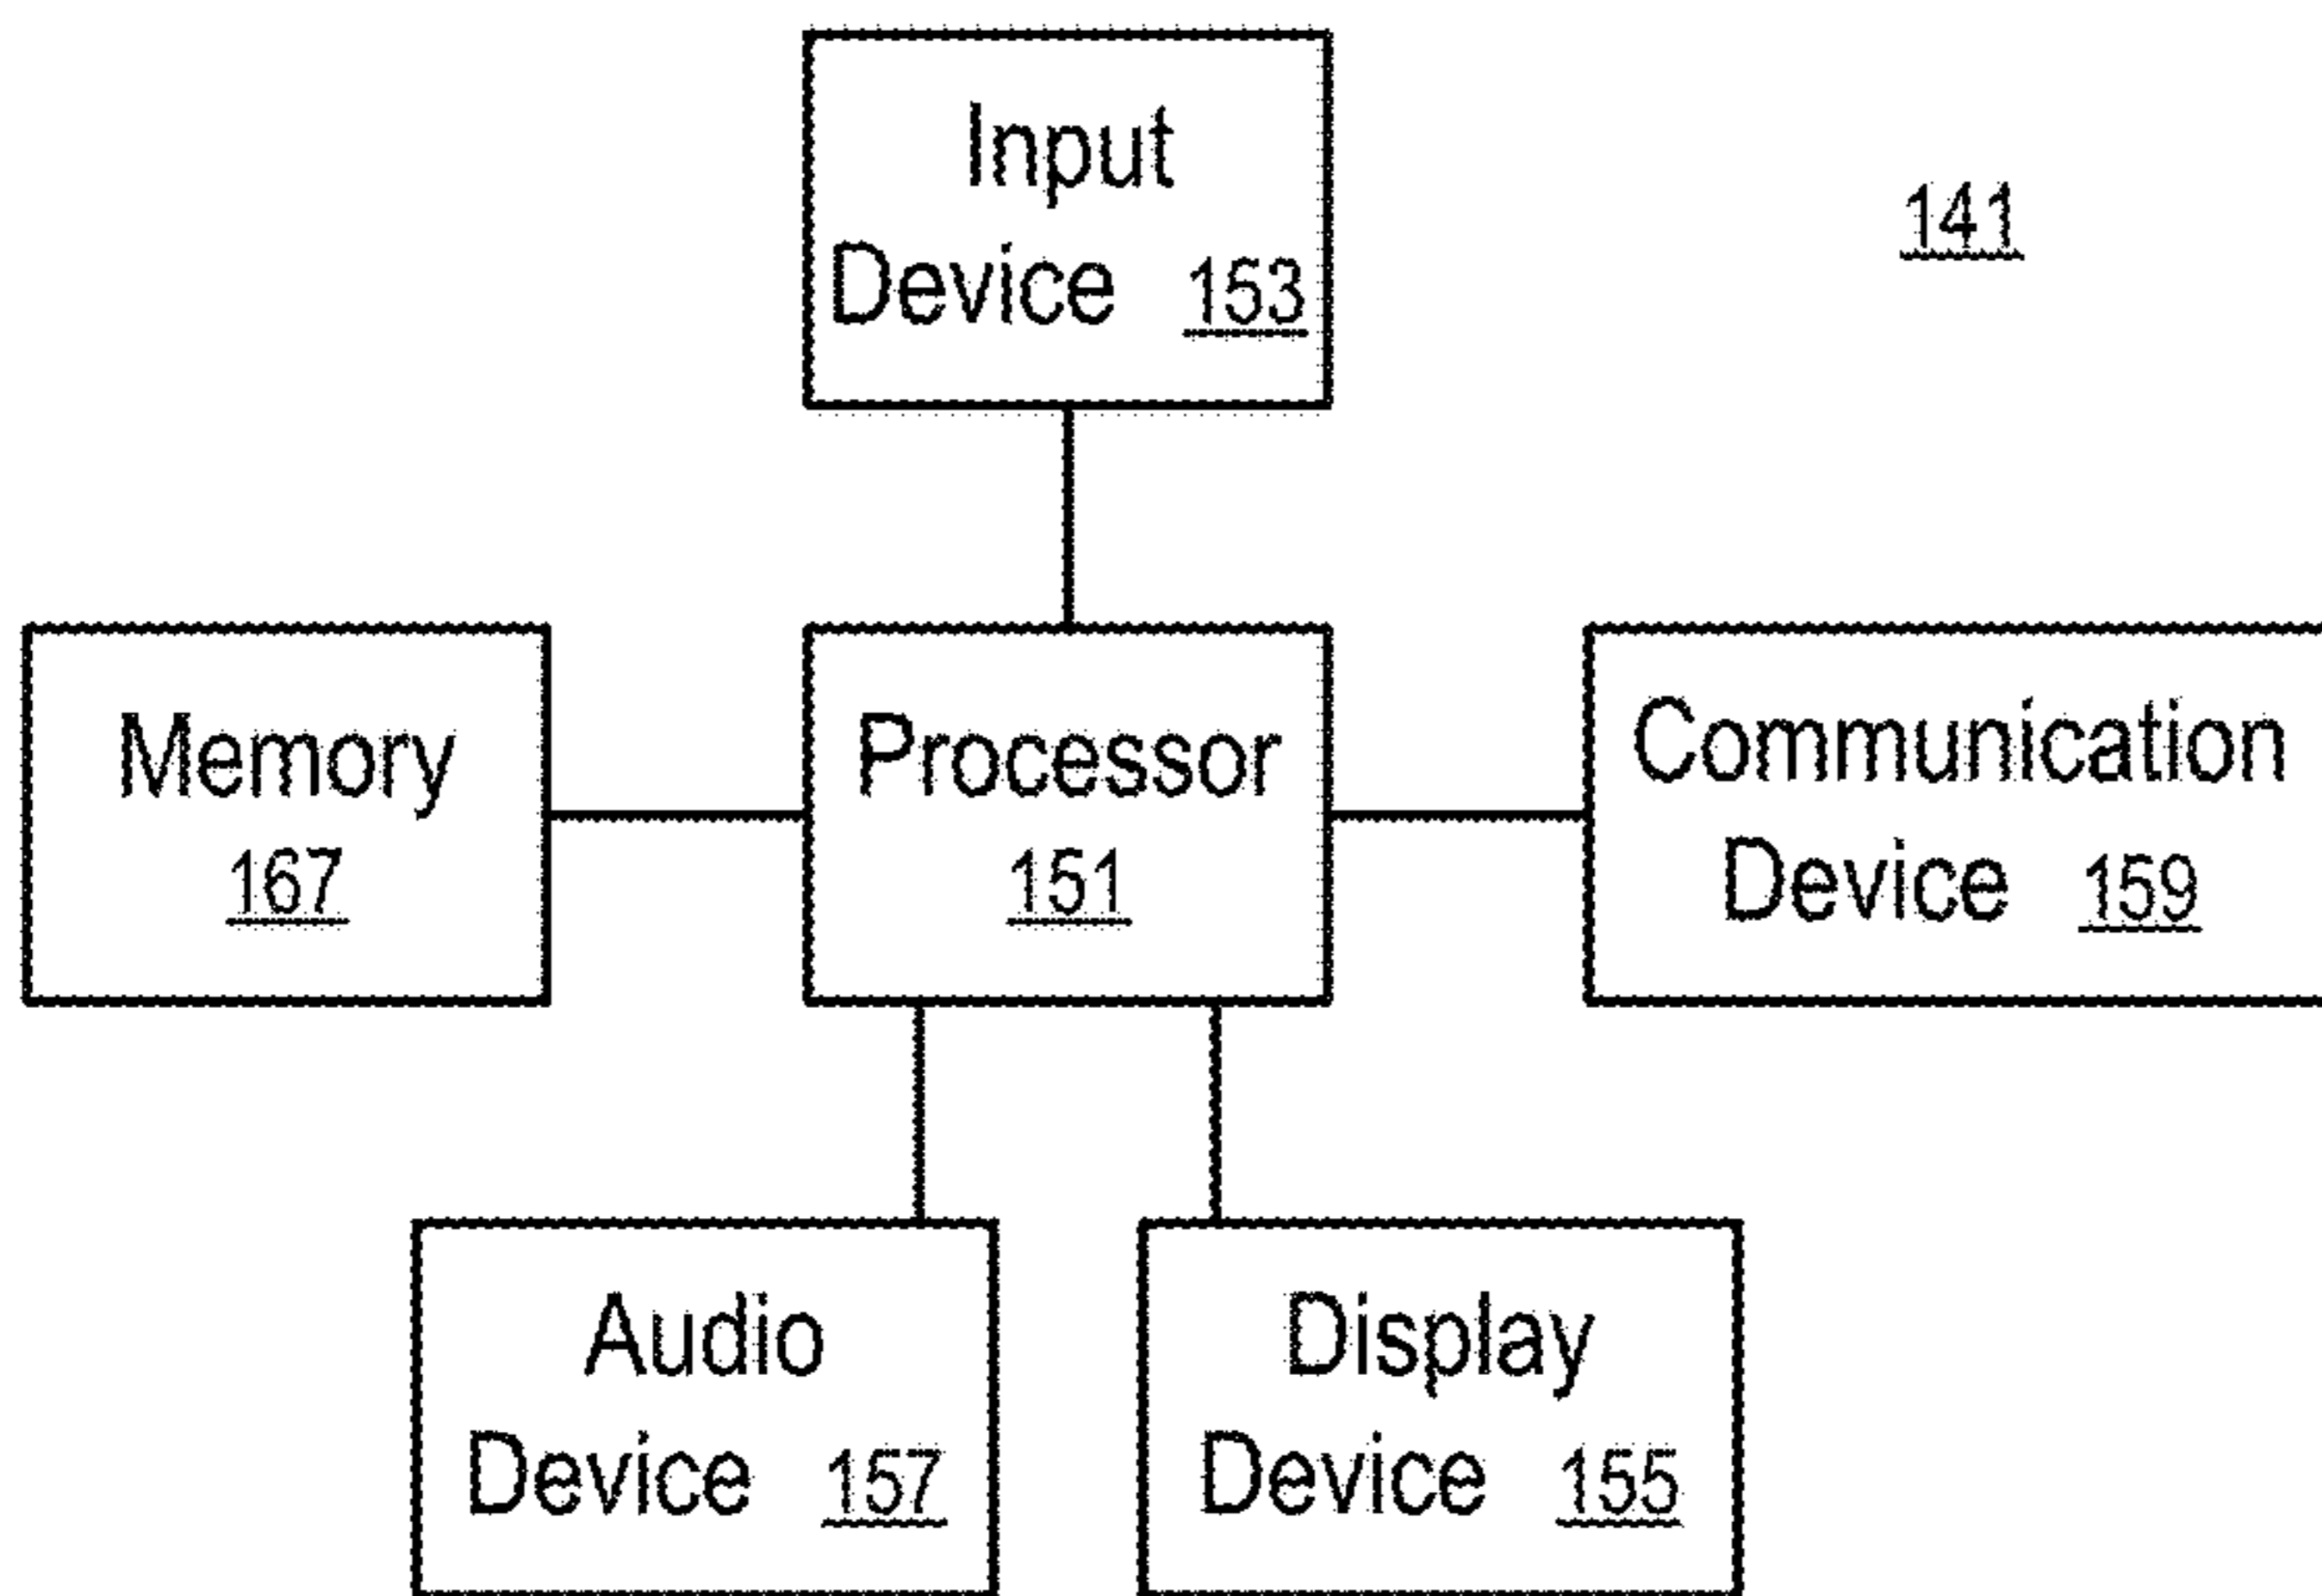 Input
Device 153
141
Memory
167
Processor
151
Communication
Device 159
Audio
Device 157
Display
Device 155